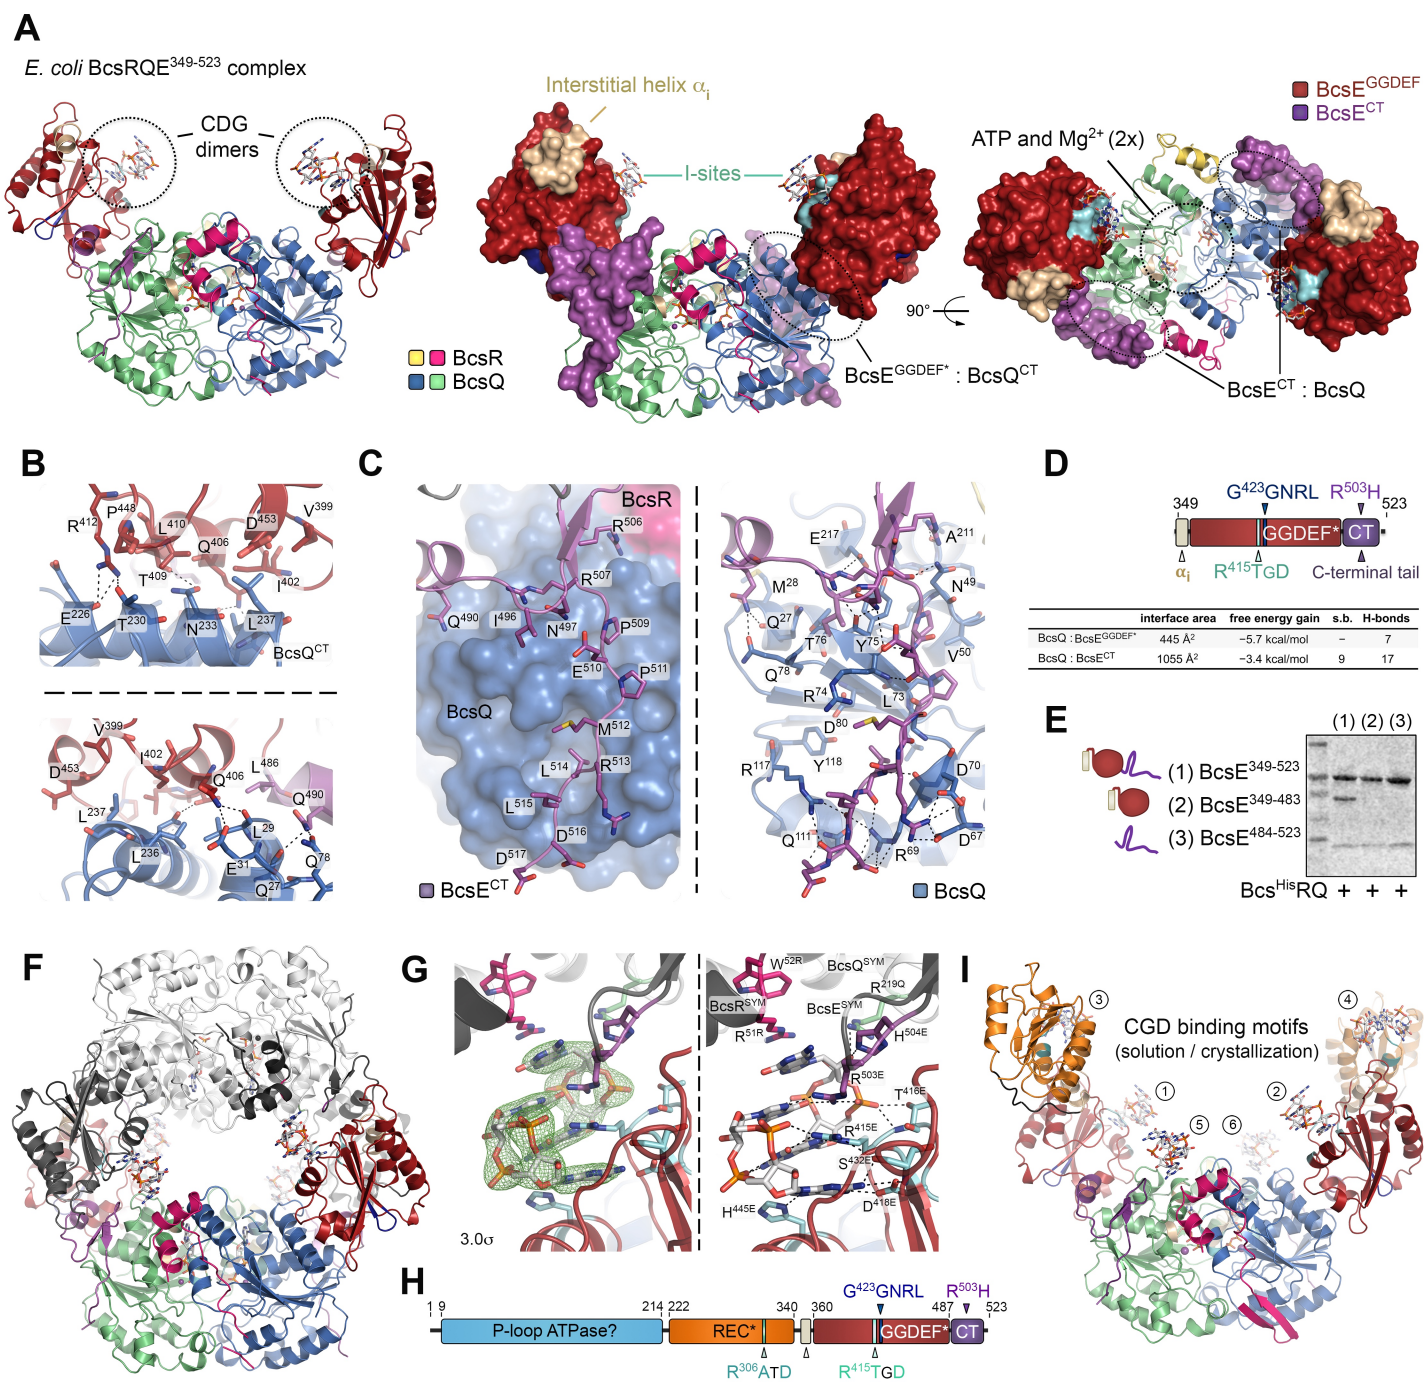 A
E. coli BcsRQE349-523 complex
CDG
dimers
Interstitial helix αi
I-sites
BcsEGGDEF
BcsECT
ATP and Mg2+ (2x)
90°
BcsR
BcsQ
BcsEGGDEF* : BcsQCT
BcsECT : BcsQ
B
R412
P448
L410
D453
V399
Q406
T409
I402
E226
T230
N233
L237
BcsQCT
V399
D453
I402
L486
Q406
Q490
L237
L29
L236
E31
Q78
Q27
C
BcsR
R506
R507
Q490
I496
N497
P509
E510
P511
BcsQ
M512
L514
R513
L515
D516
D517
BcsECT
E217
A211
M28
N49
Q27
T76
Y75
V50
Q78
R74
L73
D80
Y118
R117
D70
Q111
R69
D67
BcsQ
D
G423GNRL
R503H
349
523
GGDEF*
CT
αi
R415TGD
C-terminal tail
interface area free energy gain s.b. H-bonds
BcsQ : BcsEGGDEF* 445 Å2 −5.7 kcal/mol – 7
BcsQ : BcsECT 1055 Å2 −3.4 kcal/mol 9 17
E
(1) (2) (3)
(1) BcsE349-523
(2) BcsE349-483
(3) BcsE484-523
BcsHisRQ + + +
F
G
W52R
BcsQSYM
R219Q
BcsRSYM
BcsESYM
R51R
H504E
R503E
T416E
R415E
S432E
D418E
H445E
3.0σ
H
G423GNRL
R503H
1 9 214 222 340 360 487 523
P-loop ATPase?
REC*
GGDEF*
CT
R306ATD
R415TGD
I
3
4
CGD binding motifs
(solution / crystallization)
1
2
5
6